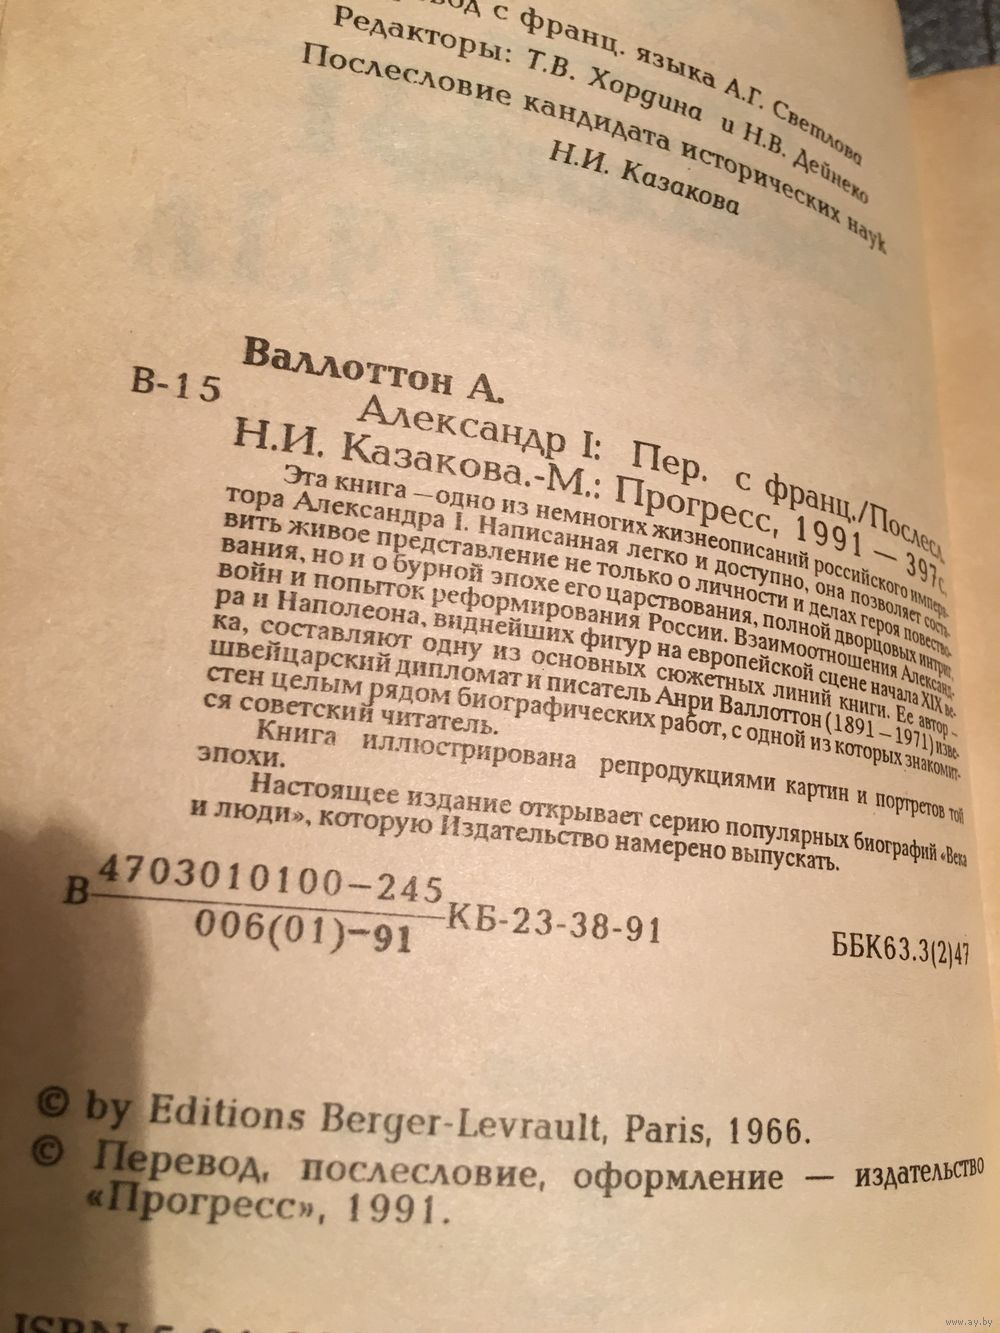 с франц. языка А.Г. Светлова
Редакторы: Т.В. Хордина и Н.В. Дейнеко
Послесловие кандидата исторических наук
Н.И. Казакова
Валлоттон А.
В-15
Александр I: Пер. с франц./Послесл.
Н.И. Казакова.-М.: Прогресс, 1991 — 397с.
Эта книга — одно из немногих жизнеописаний российского импера-
тора Александра I. Написанная легко и доступно, она позволяет соста-
вить живое представление не только о личности и делах героя повество-
вания, но и о бурной эпохе его царствования, полной дворцовых интриг,
войн и попыток реформирования России. Взаимоотношения Александ-
ра и Наполеона, виднейших фигур на европейской сцене начала XIX ве-
ка, составляют одну из основных сюжетных линий книги. Ее автор –
швейцарский дипломат и писатель Анри Валлоттон (1891 – 1971) изве-
стен целым рядом биографических работ, с одной из которых знакомит-
ся советский читатель.
Книга иллюстрирована репродукциями картин и портретов той
эпохи.
Настоящее издание открывает серию популярных биографий «Века
и люди», которую Издательство намерено выпускать.
В 4703010100—245 КБ-23-38-91
006(01)—91
ББК63.3(2)47
© by Editions Berger-Levrault, Paris, 1966.
© Перевод, послесловие, оформление — издательство
«Прогресс», 1991.
ISBN
www.ay.by